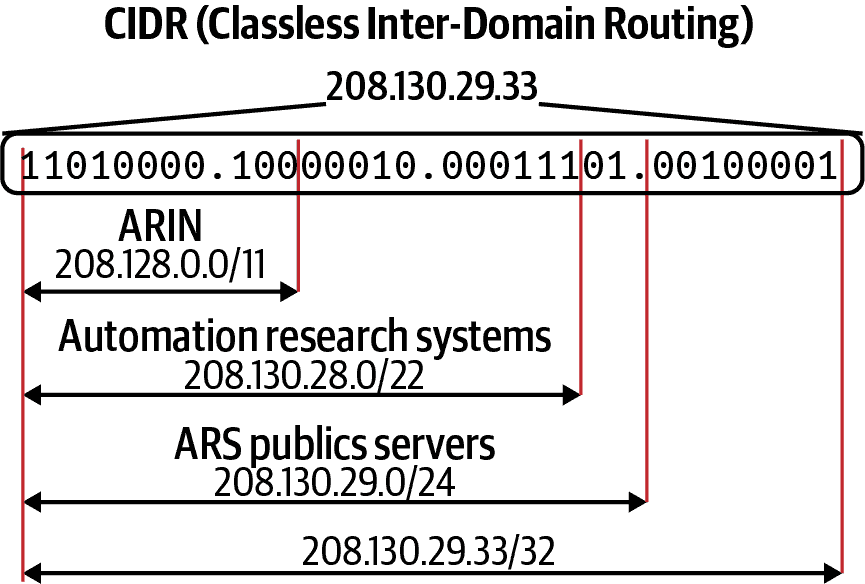 CIDR (Classless Inter-Domain Routing)
208.130.29.33
11010000.10000010.00011101.00100001
ARIN
208.128.0.0/11
Automation research systems
208.130.28.0/22
ARS publics servers
208.130.29.0/24
208.130.29.33/32